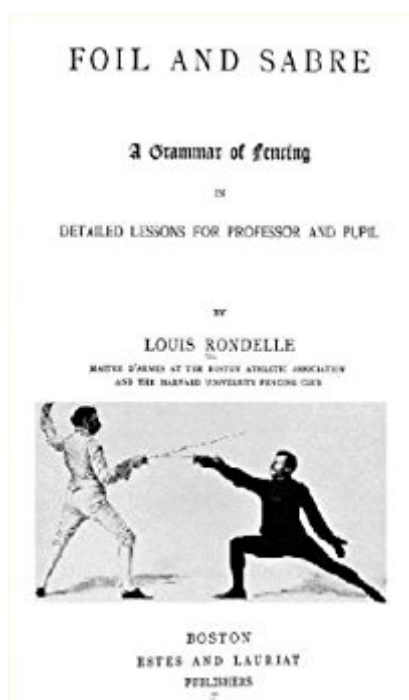 FOIL AND SABRE
A Grammar of Fencing
IN
DETAILED LESSONS FOR PROFESSOR AND PUPIL
BY
LOUIS RONDELLE
MAITRE D'ARMES AT THE BOSTON ATHLETIC ASSOCIATION
AND THE HARVARD UNIVERSITY FENCING CLUB
BOSTON
ESTES AND LAURIAT
PUBLISHERS